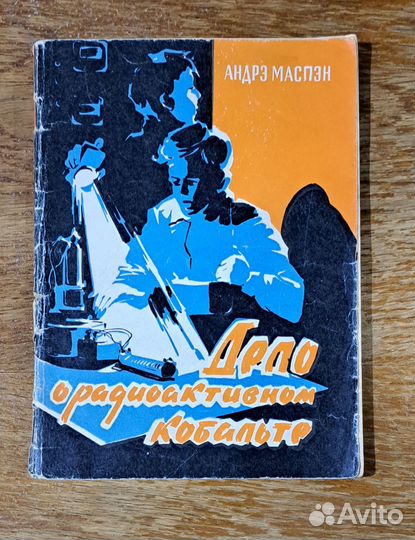 АНДРЭ МАСПЭН
Дело
о радиоактивном
кобальте
Avito